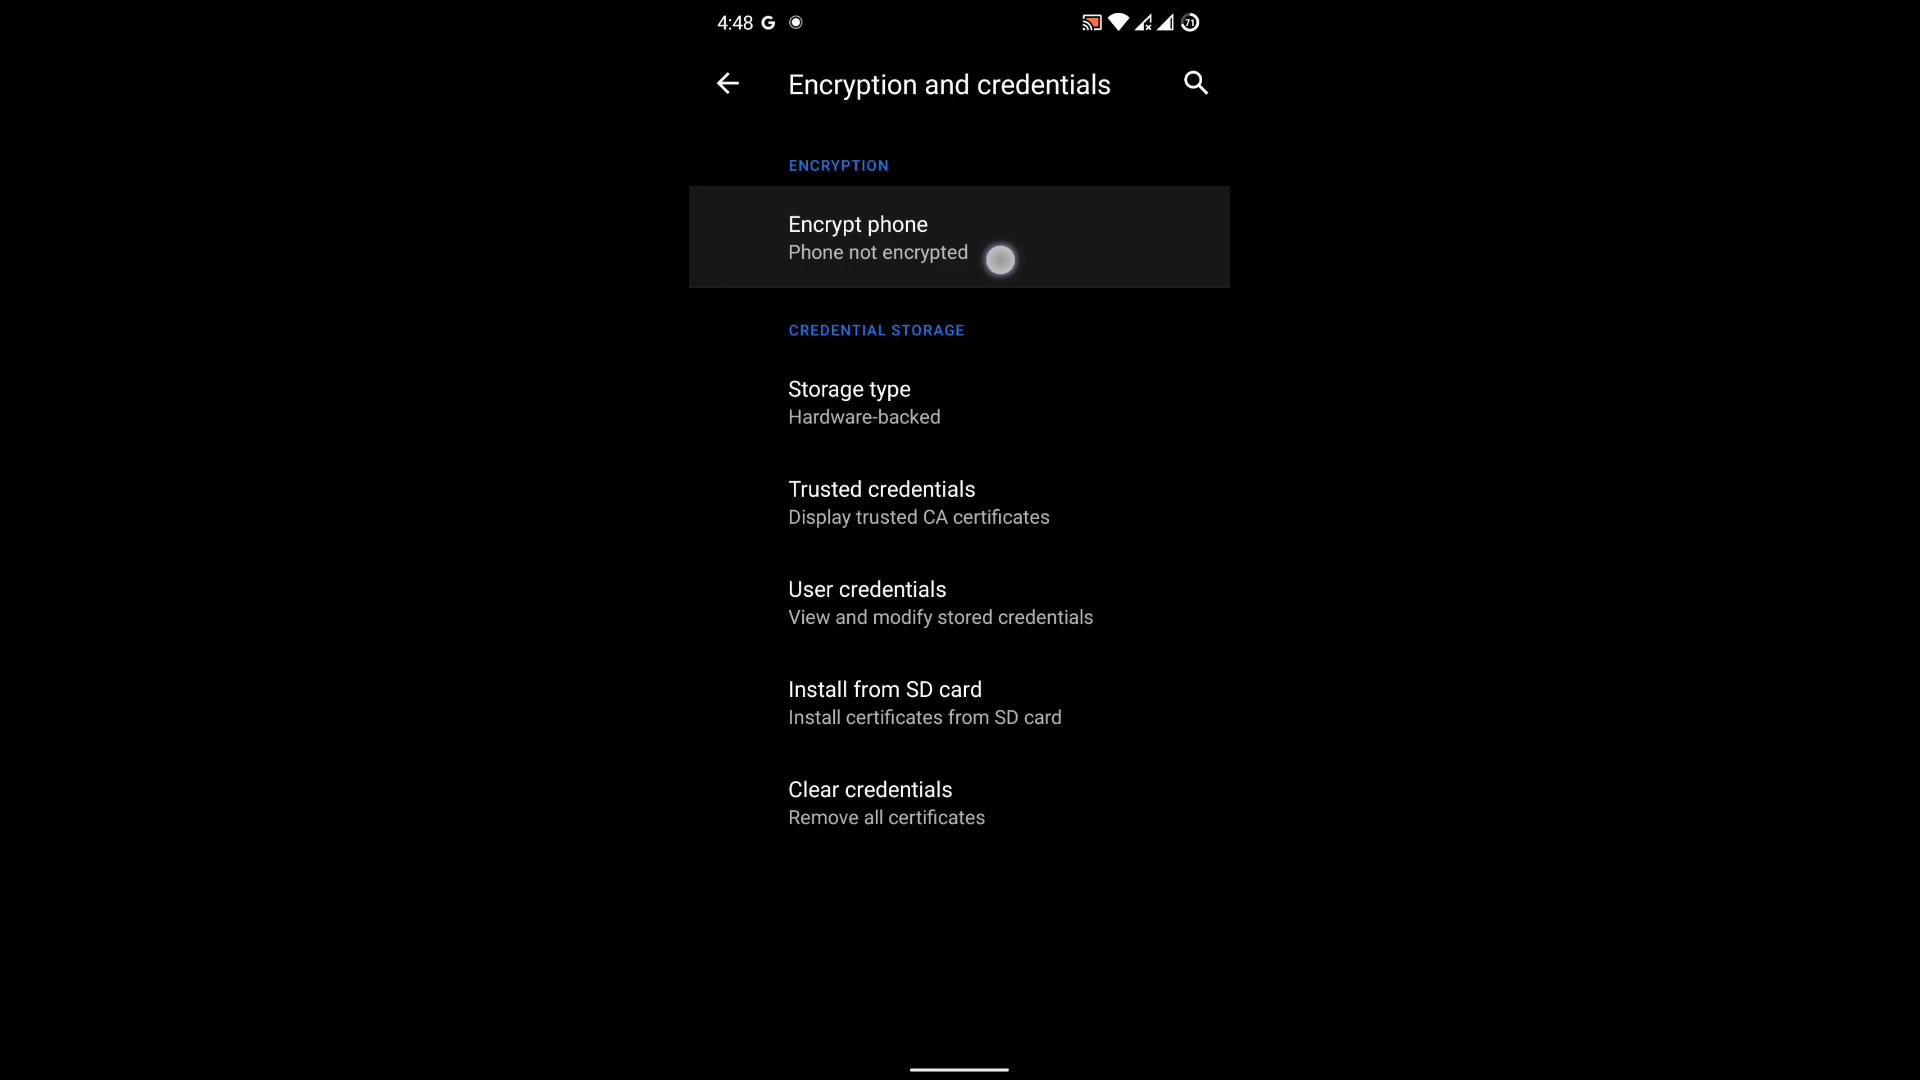 4:48 G
71
Encryption and credentials
ENCRYPTION
Encrypt phone
Phone not encrypted
CREDENTIAL STORAGE
Storage type
Hardware-backed
Trusted credentials
Display trusted CA certificates
User credentials
View and modify stored credentials
Install from SD card
Install certificates from SD card
Clear credentials
Remove all certificates